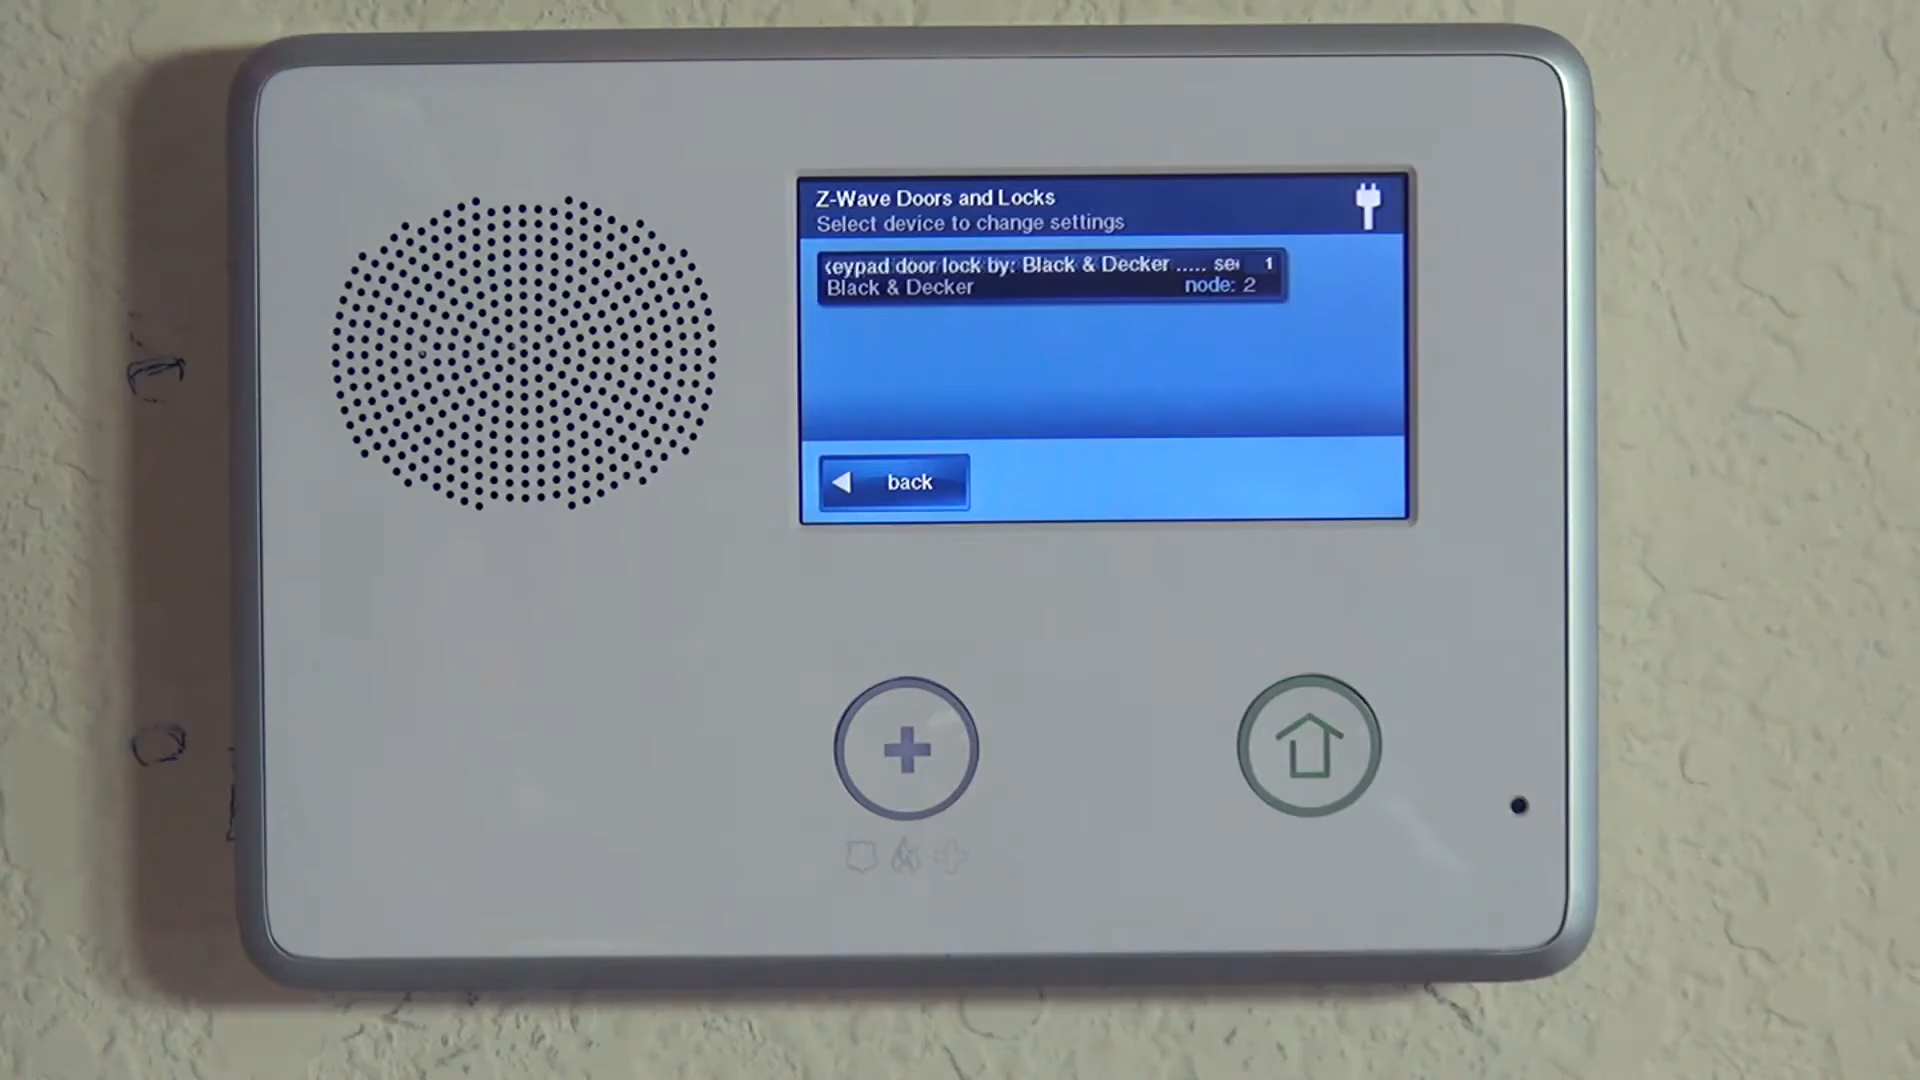 Z-Wave Doors and Locks
Select device to change settings
keypad door lock by: Black & Decker ..... 1
Black & Decker node: 2
back